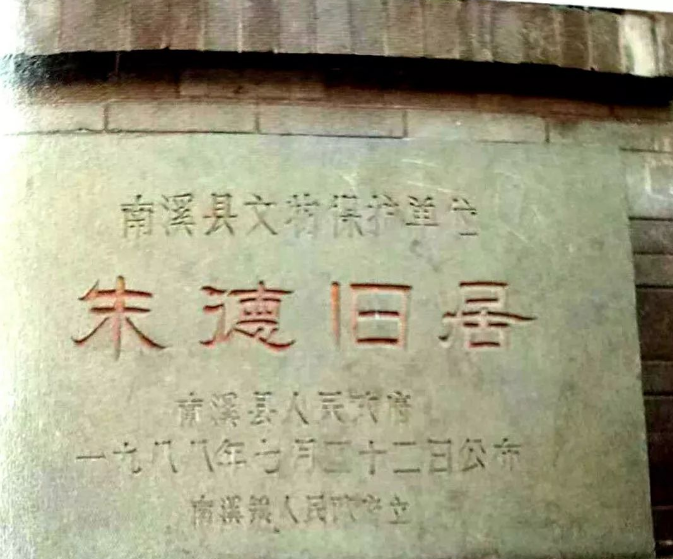 南溪县文物保护单位
朱德旧居
南溪县人民政府
一九八八年七月二十二日公布
南溪镇人民政府立